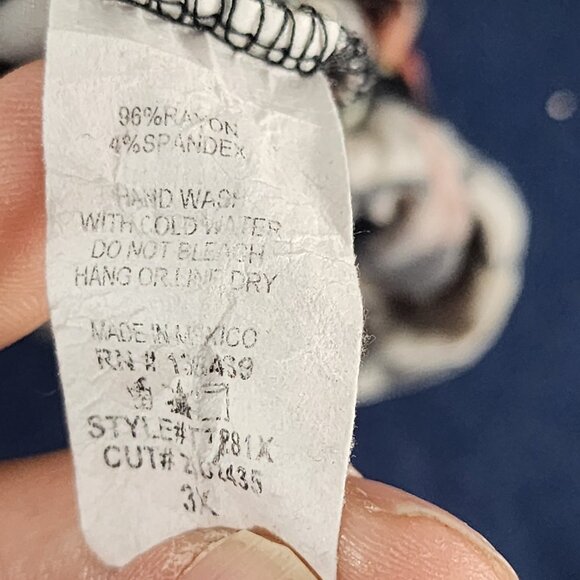 96%RAYON
4%SPANDEX
HAND WASH
WITH COLD WATER
DO NOT BLEACH
HANG OR LINE DRY
MADE IN MEXICO
RN #
STYLE#
CUT#
3X